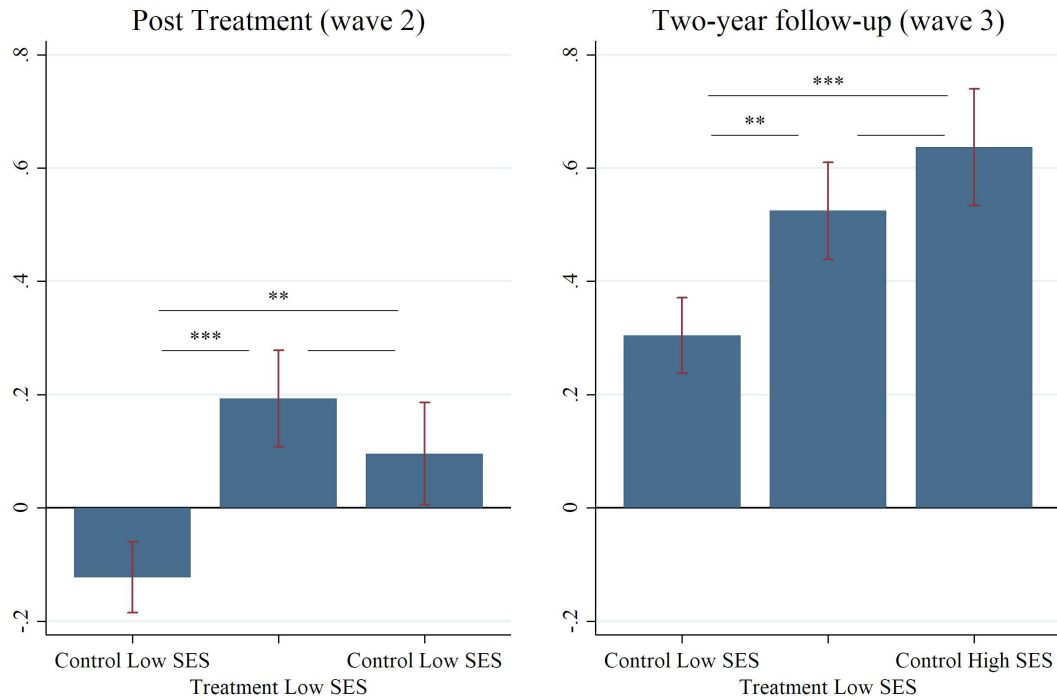 Post Treatment (wave 2)
.8
.6
.4
.2
0
-.2
**
***
Control Low SES
Treatment Low SES
Control Low SES
Two-year follow-up (wave 3)
.8
.6
.4
.2
0
-.2
***
**
Control Low SES
Treatment Low SES
Control High SES